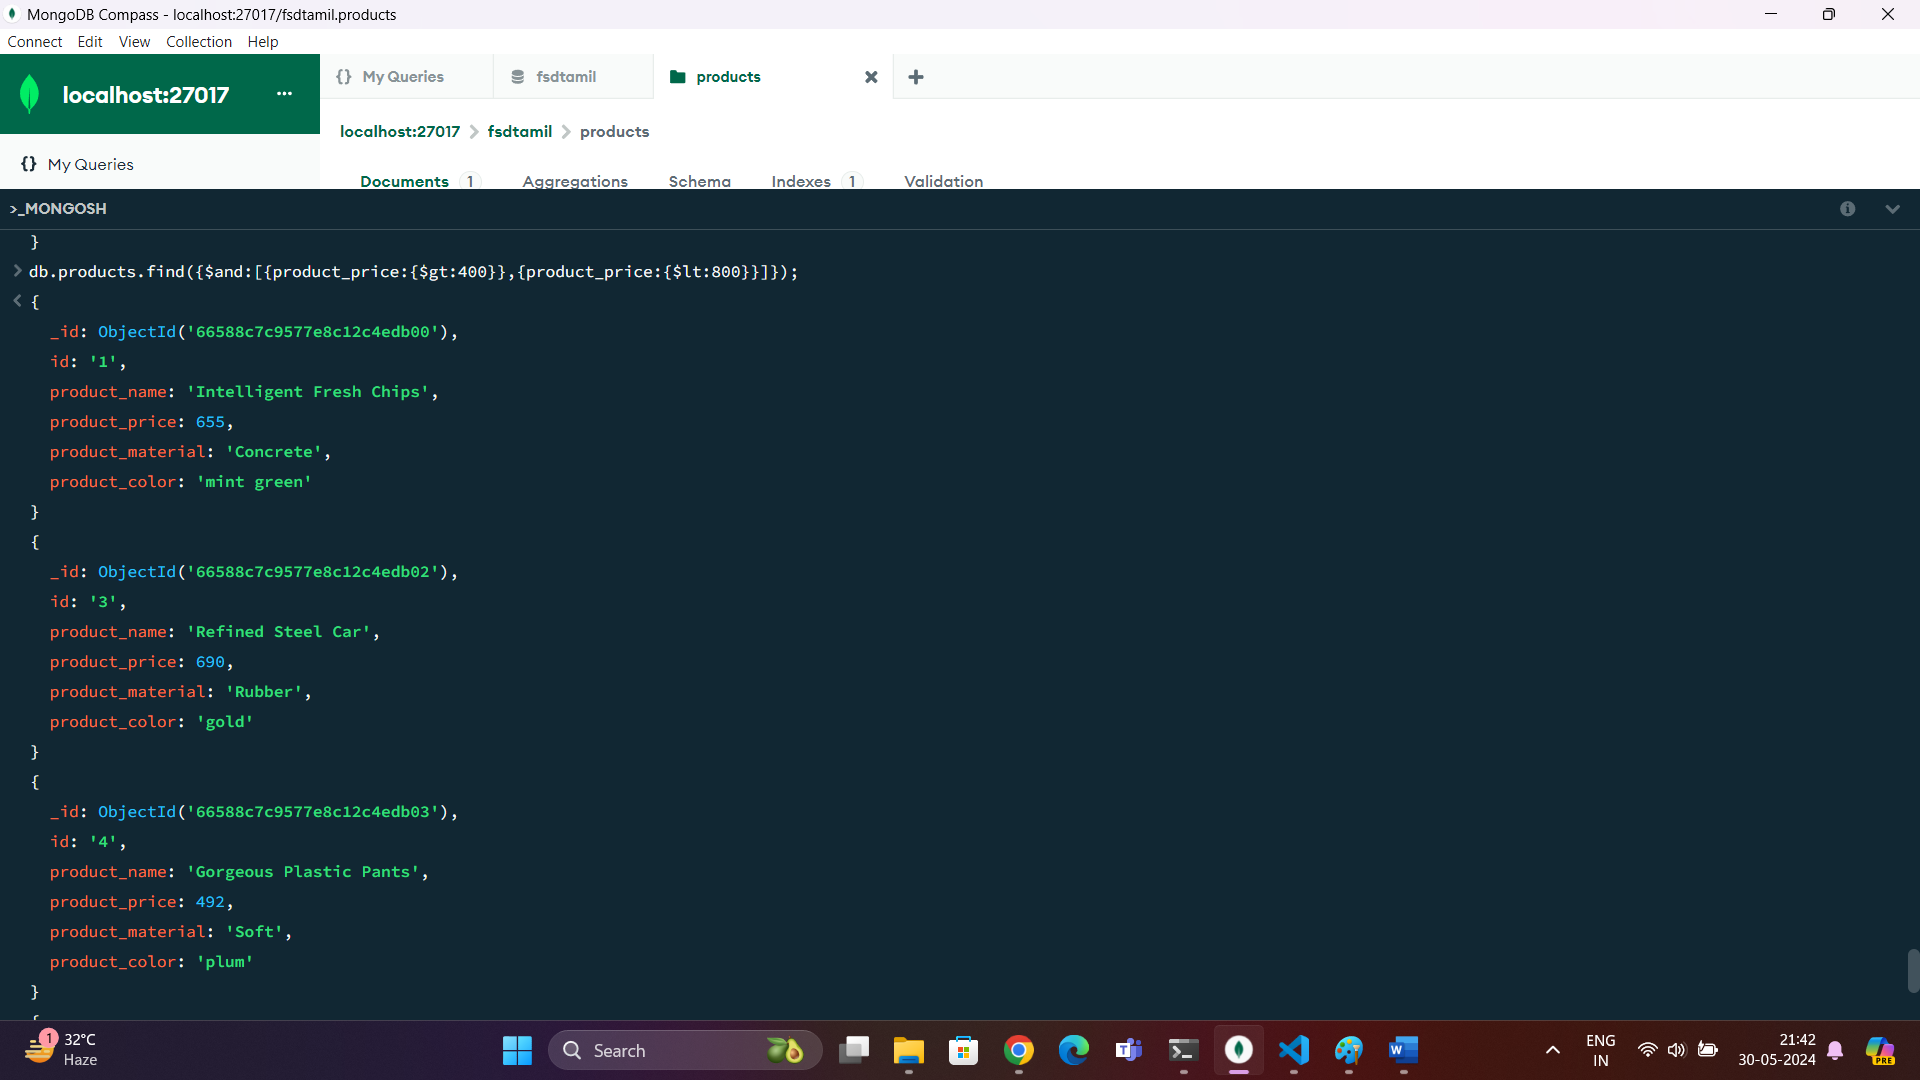 MongoDB Compass - localhost:27017/fsdtamil.products
Connect Edit View Collection Help
localhost:27017 ...
{} My Queries
fsdtamil
products
localhost:27017 > fsdtamil > products
{} My Queries
Documents 1 Aggregations Schema Indexes 1 Validation
>_MONGOSH
}
> db.products.find({$and:[{product_price:{$gt:400}},{product_price:{$lt:800}}]});
< {
_id: ObjectId('66588c7c9577e8c12c4edb00'),
id: '1',
product_name: 'Intelligent Fresh Chips',
product_price: 655,
product_material: 'Concrete',
product_color: 'mint green'
}
{
_id: ObjectId('66588c7c9577e8c12c4edb02'),
id: '3',
product_name: 'Refined Steel Car',
product_price: 690,
product_material: 'Rubber',
product_color: 'gold'
}
{
_id: ObjectId('66588c7c9577e8c12c4edb03'),
id: '4',
product_name: 'Gorgeous Plastic Pants',
product_price: 492,
product_material: 'Soft',
product_color: 'plum'
}
{
1 32°C
Haze
Search
ENG
IN
21:42
30-05-2024
PRE